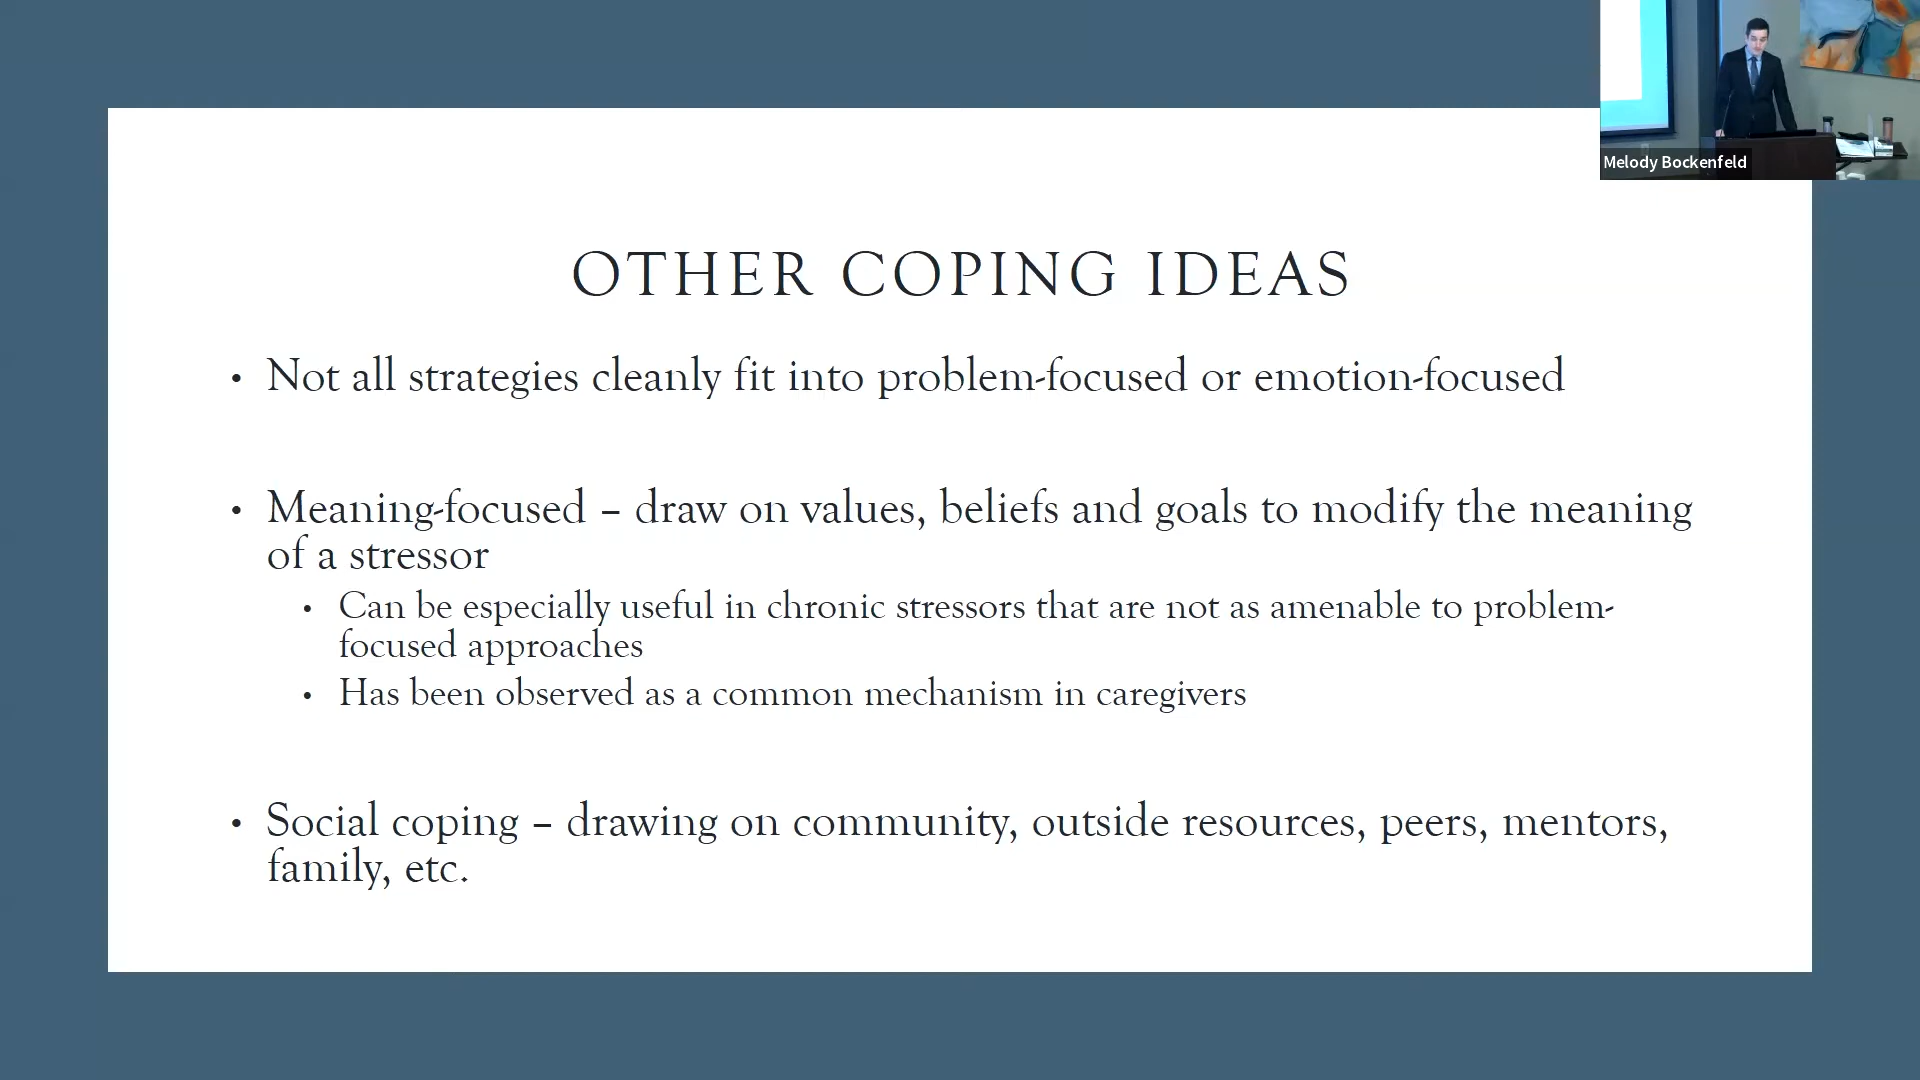 Melody Bockenfeld
OTHER COPING IDEAS
• Not all strategies cleanly fit into problem-focused or emotion-focused
• Meaning-focused – draw on values, beliefs and goals to modify the meaning
of a stressor
• Can be especially useful in chronic stressors that are not as amenable to problem-
focused approaches
• Has been observed as a common mechanism in caregivers
• Social coping – drawing on community, outside resources, peers, mentors,
family, etc.